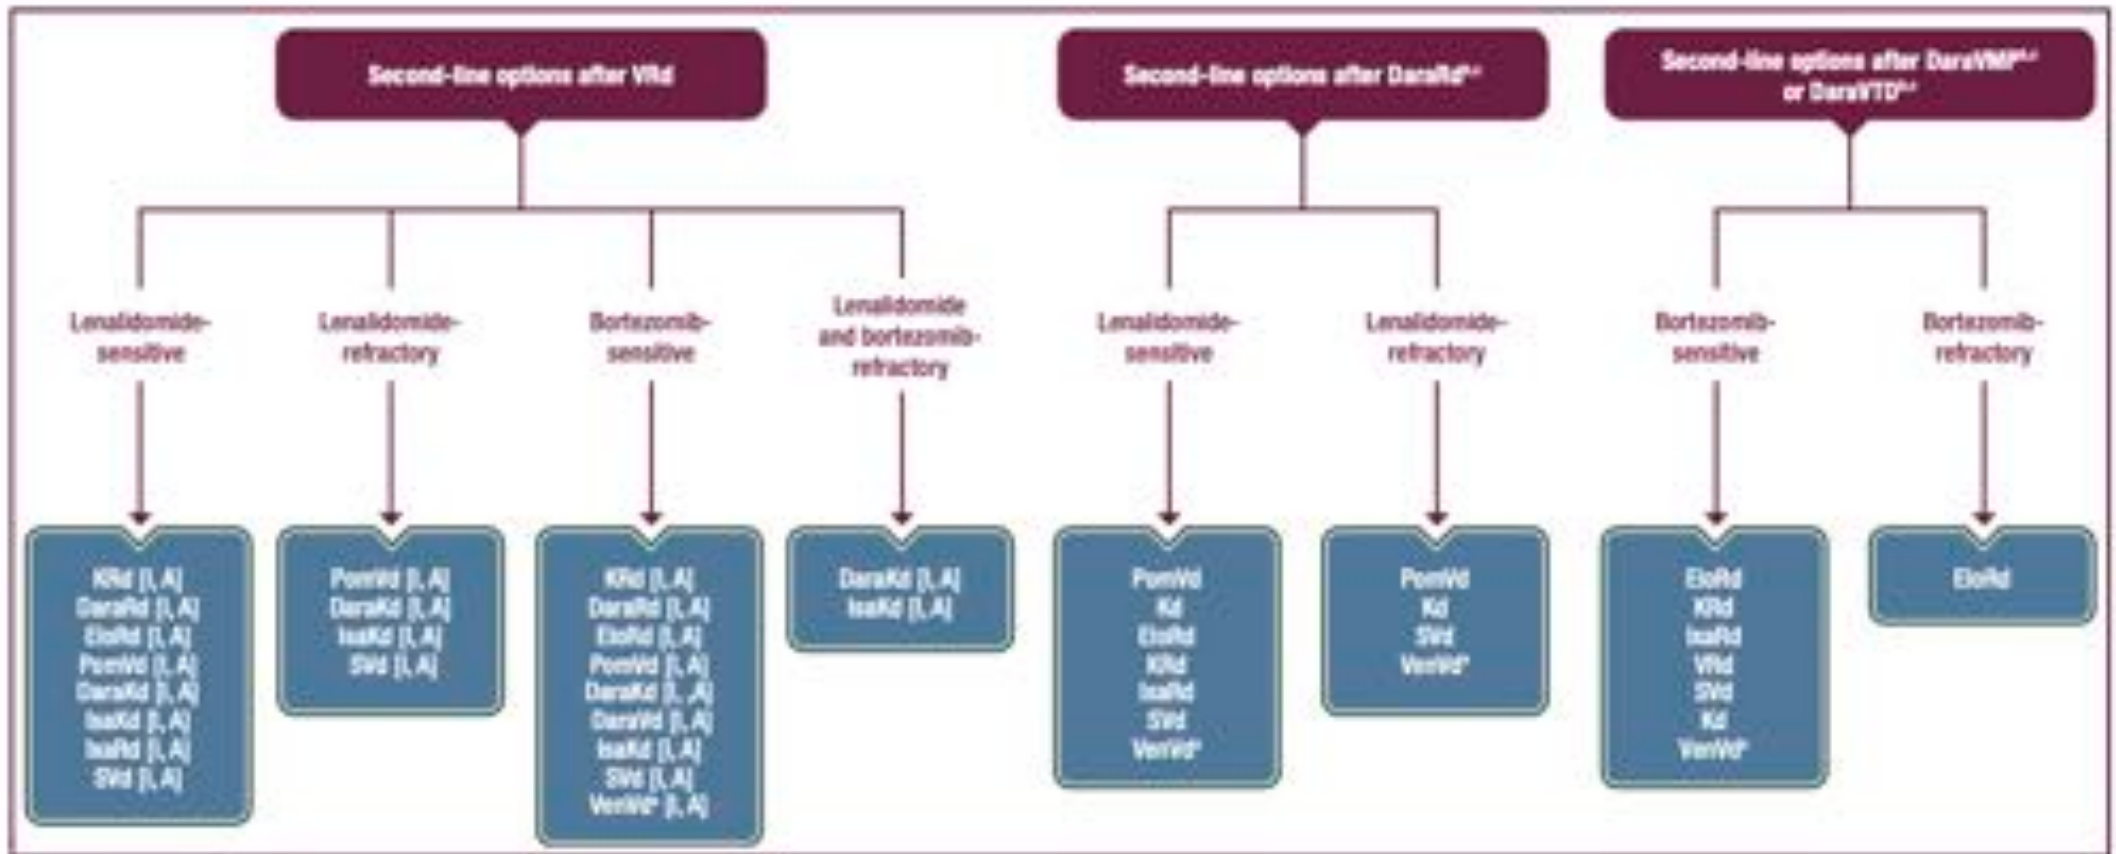 Second-line options after VRd
Second-line options after DaraRd
Second-line options after DaraVMP
or DaraVTD
Lenalidomide-
sensitive
Lenalidomide-
refractory
Bortezomib-
sensitive
Lenalidomide
and bortezomib-
refractory
Lenalidomide-
sensitive
Lenalidomide-
refractory
Bortezomib-
sensitive
Bortezomib-
refractory
KRd [I, A]
DaraRd [I, A]
EloRd [I, A]
PomVd [I, A]
DaraKd [I, A]
IsaKd [I, A]
IxaRd [I, A]
SVd [I, A]
PomVd [I, A]
DaraKd [I, A]
IsaKd [I, A]
SVd [I, A]
KRd [I, A]
DaraRd [I, A]
EloRd [I, A]
PomVd [I, A]
DaraKd [I, ,A]
DaraVd [I, A]
IsaKd [I, A]
SVd [I, A]
VenVd [I, A]
DaraKd [I, A]
IsaKd [I, A]
PomVd
Kd
EloRd
KRd
IxaRd
SVd
VenVd
PomVd
Kd
SVd
VenVd
EloRd
KRd
IxaRd
VRd
SVd
Kd
VenVd
EloRd